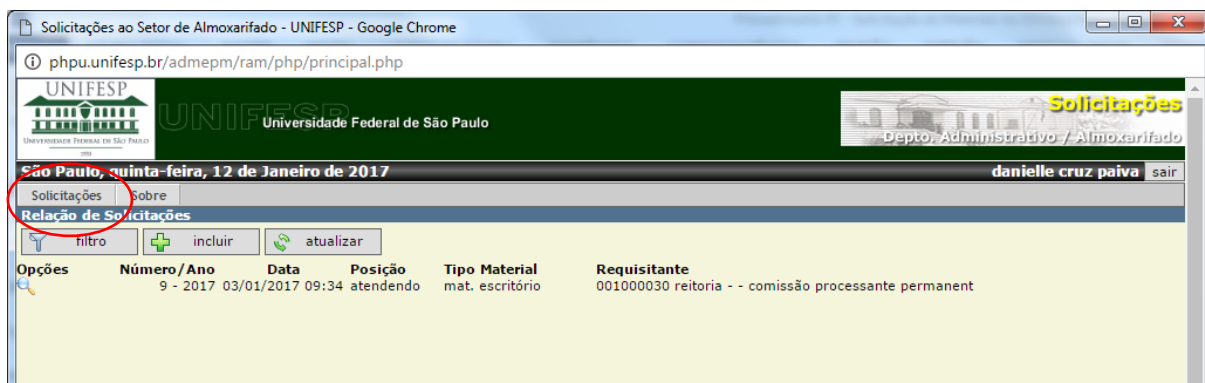 Solicitações ao Setor de Almoxarifado - UNIFESP - Google Chrome
phpu.unifesp.br/admepm/ram/php/principal.php
UNIFESP
UNIVERSIDADE FEDERAL DE SÃO PAULO
1933
UNIFESP Universidade Federal de São Paulo
Solicitações
Depto. Administrativo / Almoxarifado
São Paulo, quinta-feira, 12 de Janeiro de 2017 danielle cruz paiva sair
Solicitações Sobre
Relação de Solicitações
filtro incluir atualizar
Opções Número/Ano Data Posição Tipo Material Requisitante
9 - 2017 03/01/2017 09:34 atendendo mat. escritório 001000030 reitoria - - comissão processante permanent